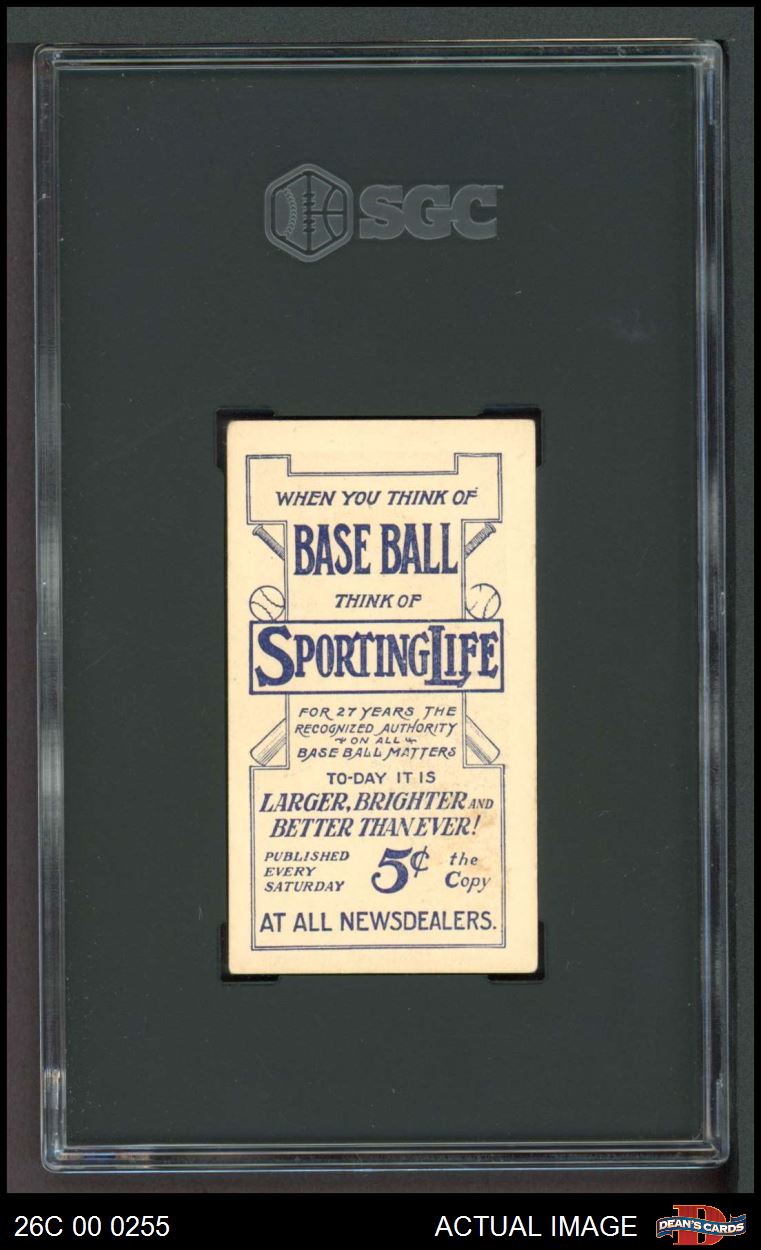 SGC
WHEN YOU THINK OF
BASE BALL
THINK OF
SPORTING LIFE
FOR 27 YEARS THE
RECOGNIZED AUTHORITY
ON ALL
BASE BALL MATTERS
TO-DAY IT IS
LARGER, BRIGHTER AND
BETTER THAN EVER!
PUBLISHED
EVERY
SATURDAY
5¢
the
Copy
AT ALL NEWSDEALERS.
26C 00 0255
ACTUAL IMAGE
D
DEAN'S CARDS